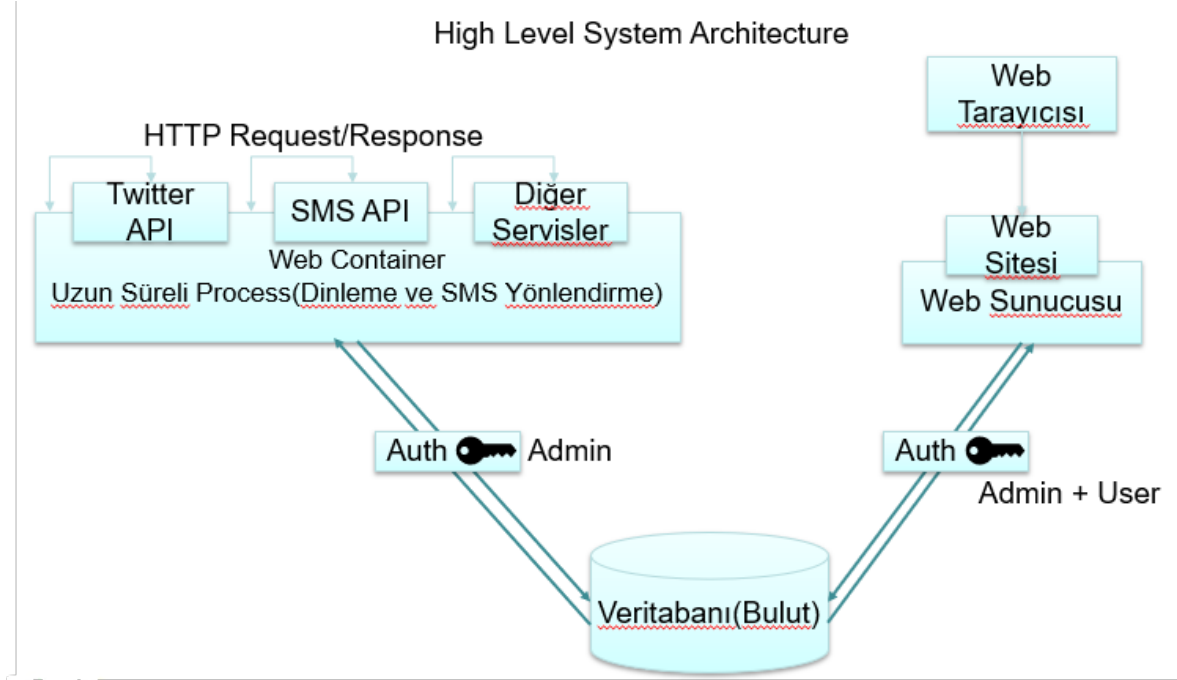 High Level System Architecture
Web
Tarayıcısı
HTTP Request/Response
Twitter
API
SMS API
Diğer
Servisler
Web Container
Uzun Süreli Process(Dinleme ve SMS Yönlendirme)
Web
Sitesi
Web Sunucusu
Auth
Admin
Auth
Admin + User
Veritabanı(Bulut)